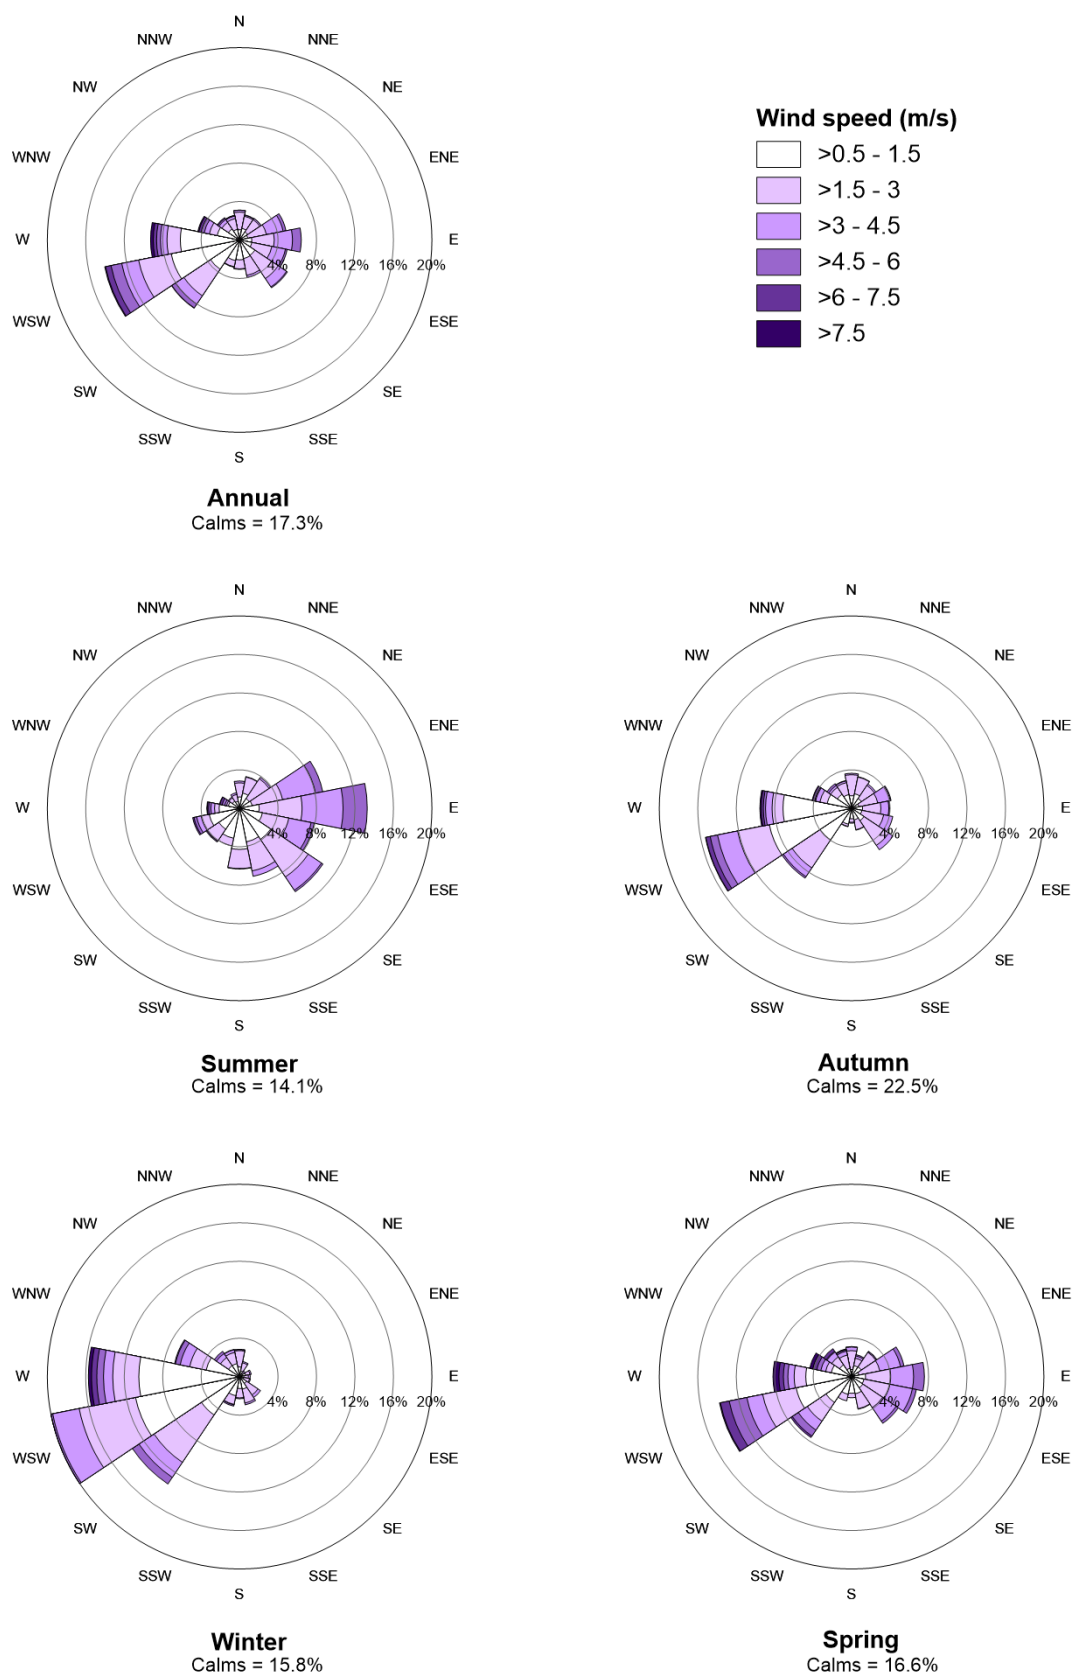 N
NNW NNE
NW NE
WNW ENE
W E
4% 8% 12% 16% 20%
WSW ESE
SW SE
SSW SSE
S
Annual
Calms = 17.3%
Wind speed (m/s)
>0.5 - 1.5
>1.5 - 3
>3 - 4.5
>4.5 - 6
>6 - 7.5
>7.5
N
NNW NNE
NW NE
WNW ENE
W E
4% 8% 12% 16% 20%
WSW ESE
SW SE
SSW SSE
S
Summer
Calms = 14.1%
N
NNW NNE
NW NE
WNW ENE
W E
4% 8% 12% 16% 20%
WSW ESE
SW SE
SSW SSE
S
Autumn
Calms = 22.5%
N
NNW NNE
NW NE
WNW ENE
W E
4% 8% 12% 16% 20%
WSW ESE
SW SE
SSW SSE
S
Winter
Calms = 15.8%
N
NNW NNE
NW NE
WNW ENE
W E
4% 8% 12% 16% 20%
WSW ESE
SW SE
SSW SSE
S
Spring
Calms = 16.6%